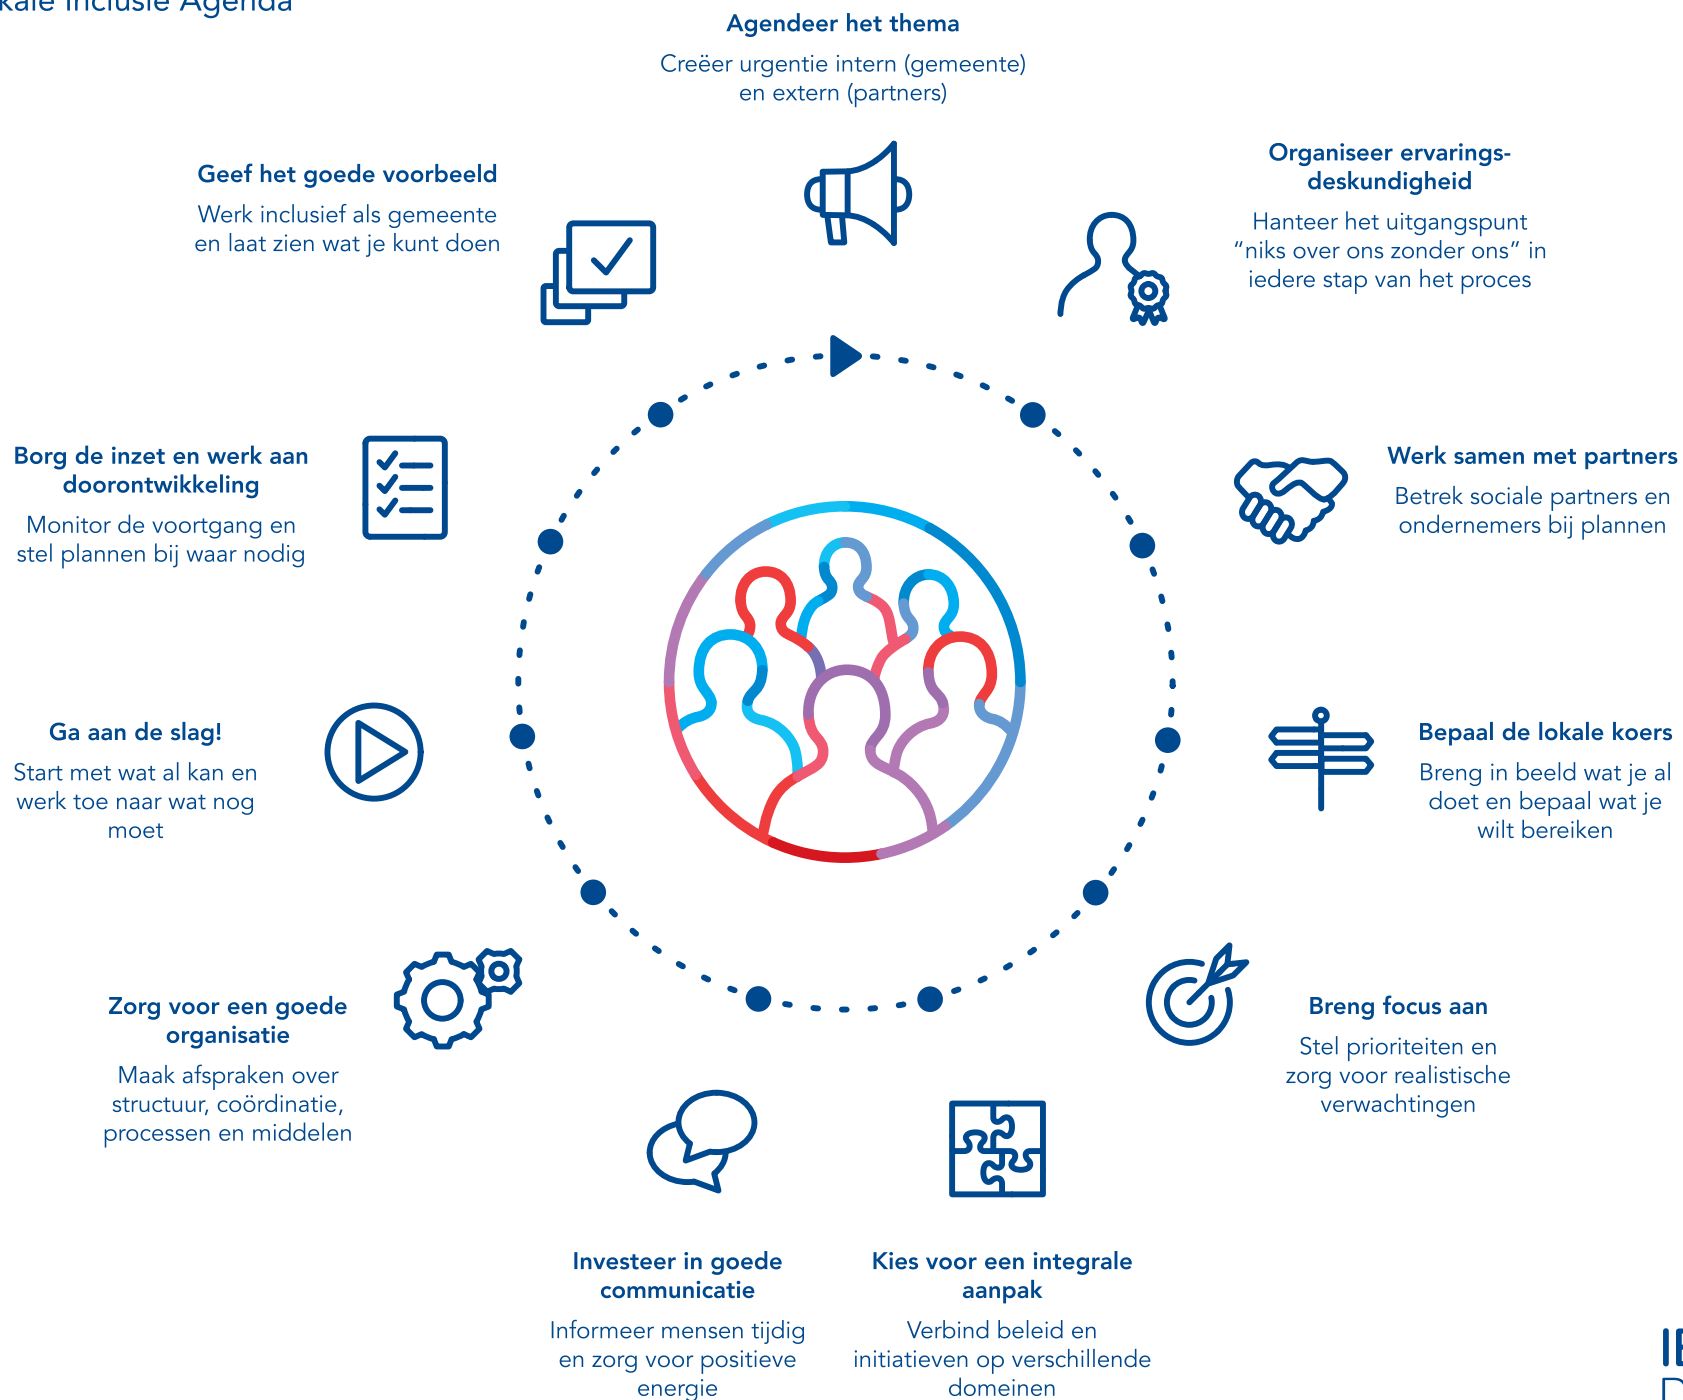 Inclusie Agenda
Agendeer het thema
Creëer urgentie intern (gemeente)
en extern (partners)
Organiseer ervarings-
deskundigheid
Hanteer het uitgangspunt
“niks over ons zonder ons” in
iedere stap van het proces
Werk samen met partners
Betrek sociale partners en
ondernemers bij plannen
Bepaal de lokale koers
Breng in beeld wat je al
doet en bepaal wat je
wilt bereiken
Breng focus aan
Stel prioriteiten en
zorg voor realistische
verwachtingen
Kies voor een integrale
aanpak
Verbind beleid en
initiatieven op verschillende
domeinen
Investeer in goede
communicatie
Informeer mensen tijdig
en zorg voor positieve
energie
Zorg voor een goede
organisatie
Maak afspraken over
structuur, coördinatie,
processen en middelen
Ga aan de slag!
Start met wat al kan en
werk toe naar wat nog
moet
Borg de inzet en werk aan
doorontwikkeling
Monitor de voortgang en
stel plannen bij waar nodig
Geef het goede voorbeeld
Werk inclusief als gemeente
en laat zien wat je kunt doen